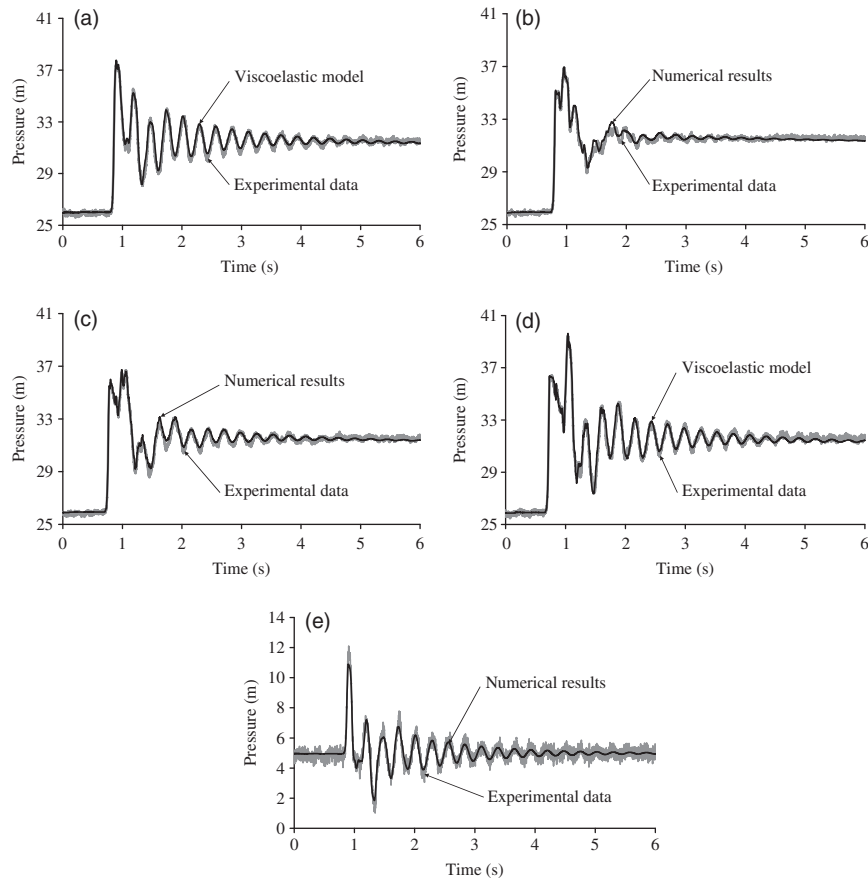 (a)
41
37
33
29
25
Pressure (m)
Viscoelastic model
Experimental data
0 1 2 3 4 5 6
Time (s)
(b)
41
37
33
29
25
Pressure (m)
Numerical results
Experimental data
0 1 2 3 4 5 6
Time (s)
(c)
41
37
33
29
25
Pressure (m)
Numerical results
Experimental data
0 1 2 3 4 5 6
Time (s)
(d)
41
37
33
29
25
Pressure (m)
Viscoelastic model
Experimental data
0 1 2 3 4 5 6
Time (s)
(e)
14
12
10
8
6
4
2
0
Pressure (m)
Numerical results
Experimental data
0 1 2 3 4 5 6
Time (s)